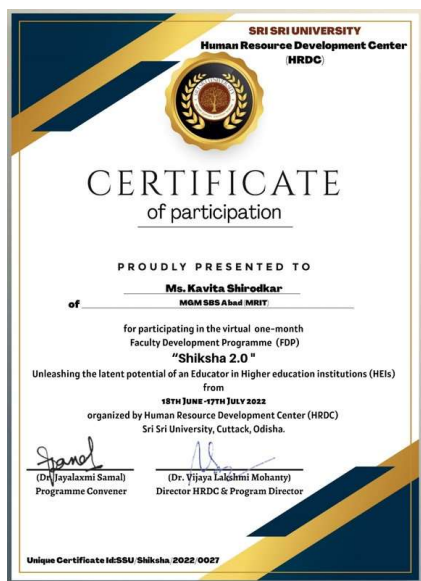 SRI SRI UNIVERSITY
Human Resource Development Center
(HRDC)
CERTIFICATE
of participation
PROUDLY PRESENTED TO
Ms. Kavita Shirodkar
of MGM SBS Abad (MRIT)
for participating in the virtual one-month
Faculty Development Programme (FDP)
"Shiksha 2.0"
Unleashing the latent potential of an Educator in Higher education institutions (HEIs)
from
18TH JUNE -17TH JULY 2022
organized by Human Resource Development Center (HRDC)
Sri Sri University, Cuttack, Odisha.
(Dr. Jayalaxmi Samal) (Dr. Vijaya Lakshmi Mohanty)
Programme Convener Director HRDC & Program Director
Unique Certificate Id:SSU/Shiksha/2022/0027